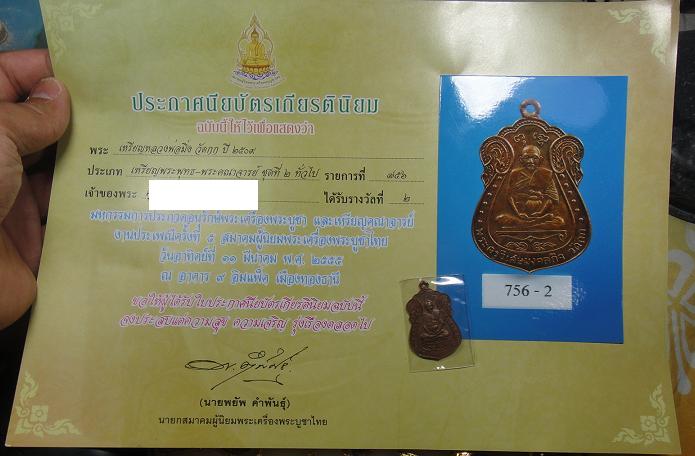 ประกาศนียบัตรเกียรตินิยม
ฉบับนี้ให้ไว้เพื่อแสดงว่า
พระ เหรียญหลวงพ่อมิ่ง วัดกก ปี ๒๕๐๙
ประเภท เหรียญพระพุทธ-พระคณาจารย์ ชุดที่ ๒ ทั่วไป รายการที่ ๗๕๖
เจ้าของพระ ได้รับรางวัลที่ ๒
มหกรรมการประกวดอนุรักษ์พระเครื่องพระบูชา และเหรียญคณาจารย์
งานประเพณีครั้งที่ ๕ สมาคมผู้นิยมพระเครื่องพระบูชาไทย
วันอาทิตย์ที่ ๑๑ มีนาคม พ.ศ. ๒๕๕๕
ณ อาคาร ๙ อิมแพ็ค เมืองทองธานี
ขอให้ผู้ได้รับใบประกาศนียบัตรเกียรตินิยมฉบับนี้
จงประสบแต่ความสุข ความเจริญ รุ่งเรืองตลอดไป
(นายพยัพ คำพันธุ์)
นายกสมาคมผู้นิยมพระเครื่องพระบูชาไทย
756 - 2